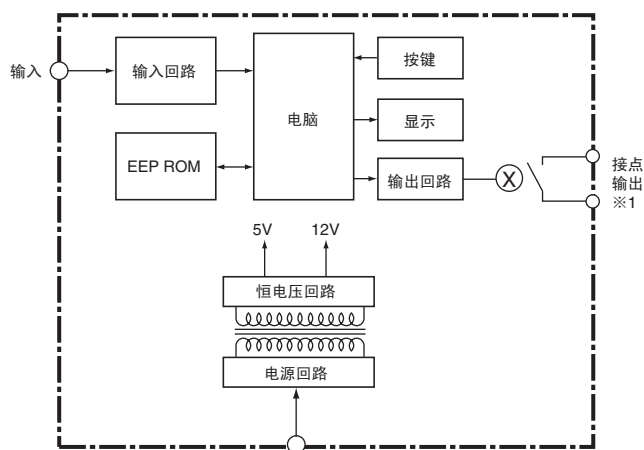 输入
输入回路
电脑
按键
显示
EEP ROM
输出回路
X
接点
输出
※1
5V
12V
恒电压回路
电源回路